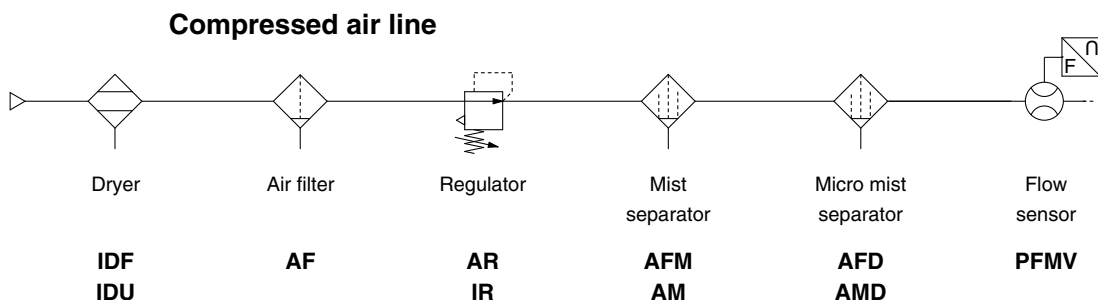 Compressed air line
F
U
Dryer
Air filter
Regulator
Mist
separator
Micro mist
separator
Flow
sensor
IDF
IDU
AF
AR
IR
AFM
AM
AFD
AMD
PFMV